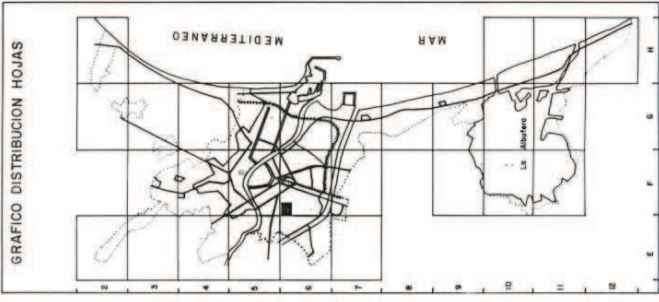 GRAFICO DISTRIBUCION HOJAS
MAR MEDITERRANEO
La Albufera
H
G
F
E
2
3
4
5
6
7
8
9
10
11
12